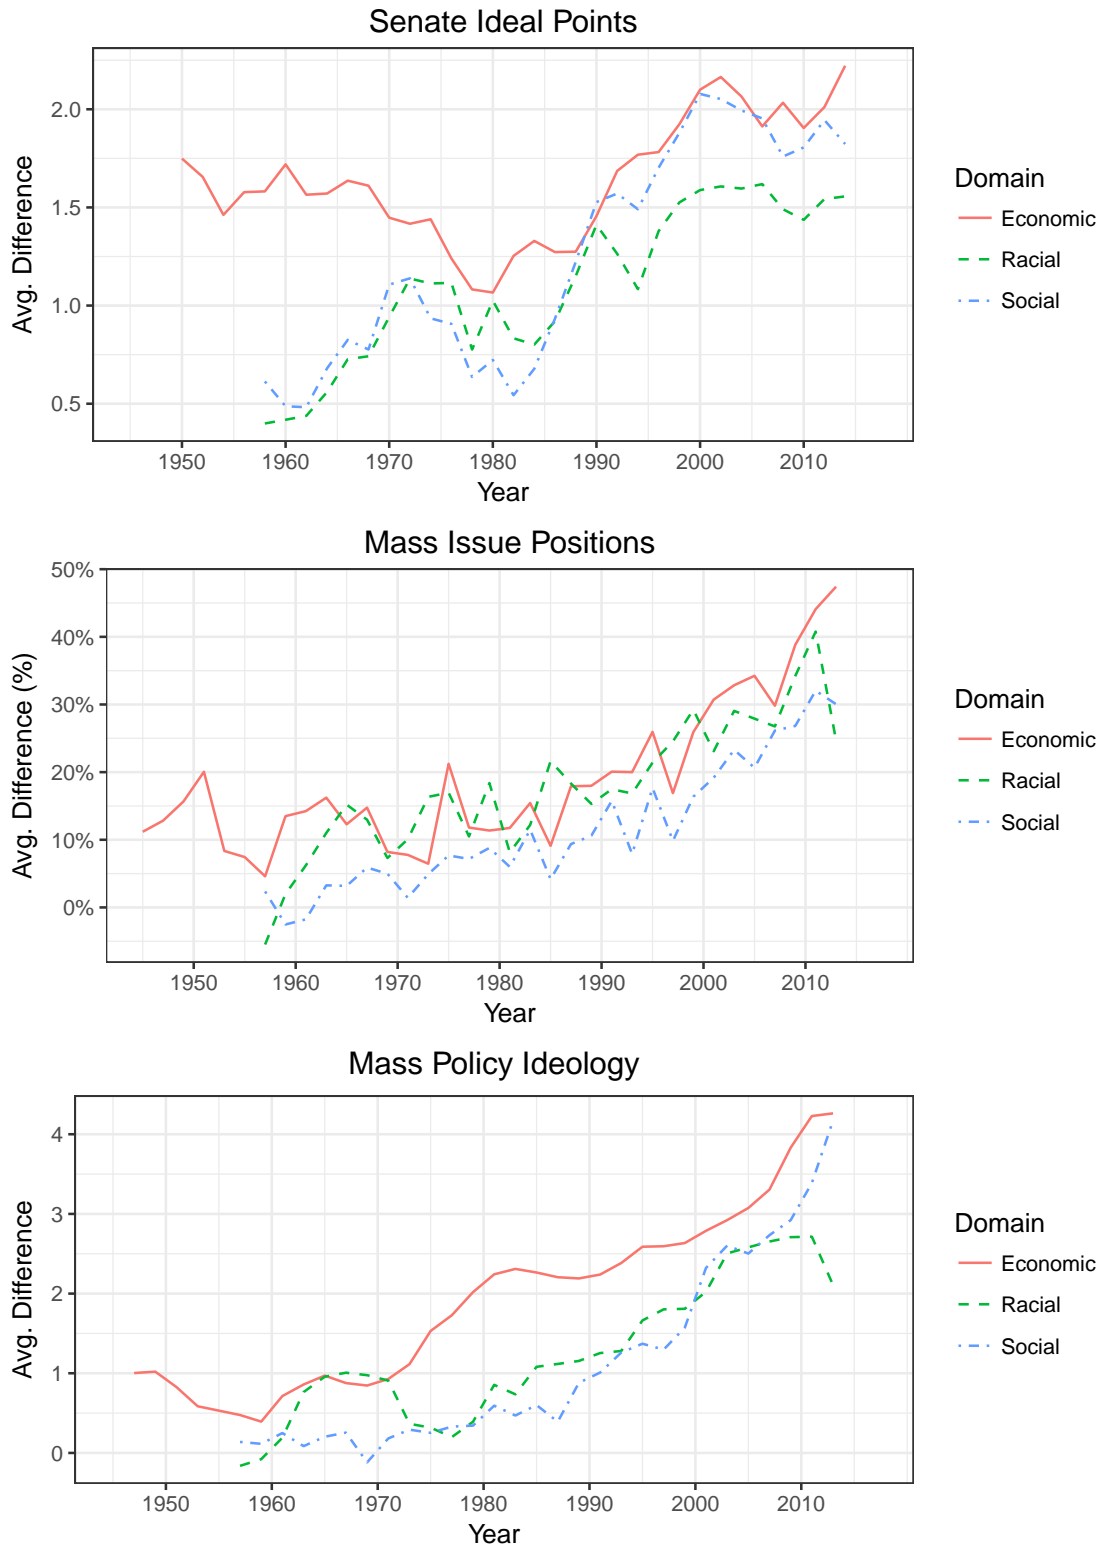 Senate Ideal Points
Avg. Difference
2.0
1.5
1.0
0.5
1950 1960 1970 1980 1990 2000 2010
Year
Domain
Economic
Racial
Social
Mass Issue Positions
Avg. Difference (%)
50%
40%
30%
20%
10%
0%
1950 1960 1970 1980 1990 2000 2010
Year
Domain
Economic
Racial
Social
Mass Policy Ideology
Avg. Difference
4
3
2
1
0
1950 1960 1970 1980 1990 2000 2010
Year
Domain
Economic
Racial
Social